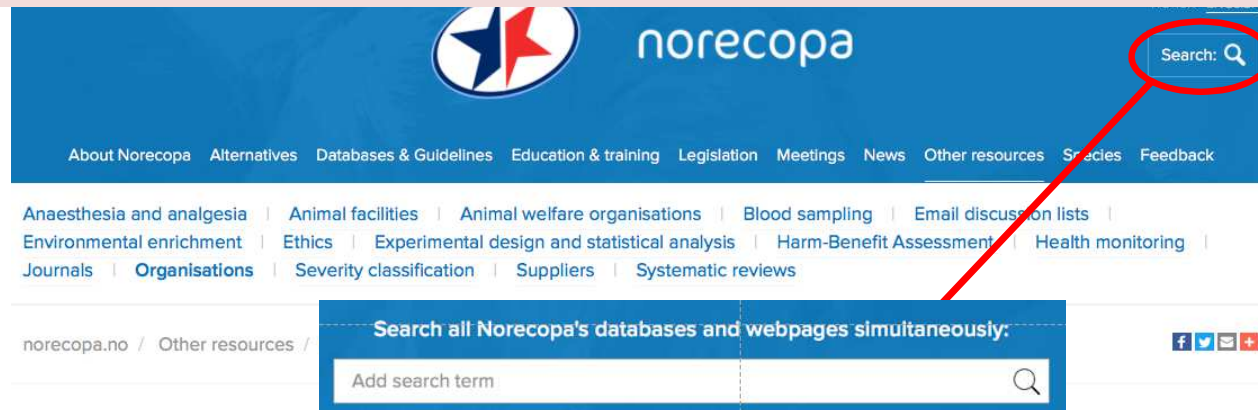 norecopa
Search:
About Norecopa Alternatives Databases & Guidelines Education & training Legislation Meetings News Other resources Species Feedback
Anaesthesia and analgesia | Animal facilities | Animal welfare organisations | Blood sampling | Email discussion lists |
Environmental enrichment | Ethics | Experimental design and statistical analysis | Harm-Benefit Assessment | Health monitoring |
Journals | Organisations | Severity classification | Suppliers | Systematic reviews
norecopa.no / Other resources /
Search all Norecopa's databases and webpages simultaneously:
Add search term